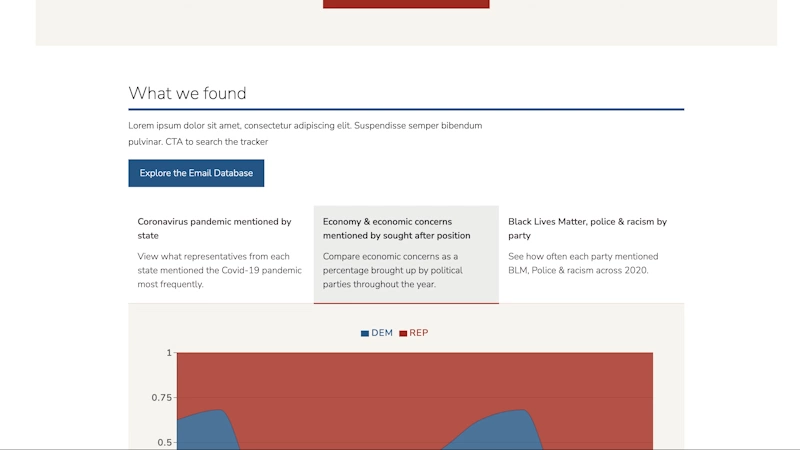 What we found
Lorem ipsum dolor sit amet, consectetur adipiscing elit. Suspendisse semper bibendum
pulvinar. CTA to search the tracker
Explore the Email Database
Coronavirus pandemic mentioned by
state
View what representatives from each
state mentioned the Covid-19 pandemic
most frequently.
Economy & economic concerns
mentioned by sought after position
Compare economic concerns as a
percentage brought up by political
parties throughout the year.
Black Lives Matter, police & racism by
party
See how often each party mentioned
BLM, Police & racism across 2020.
DEM REP
1
0.75
0.5